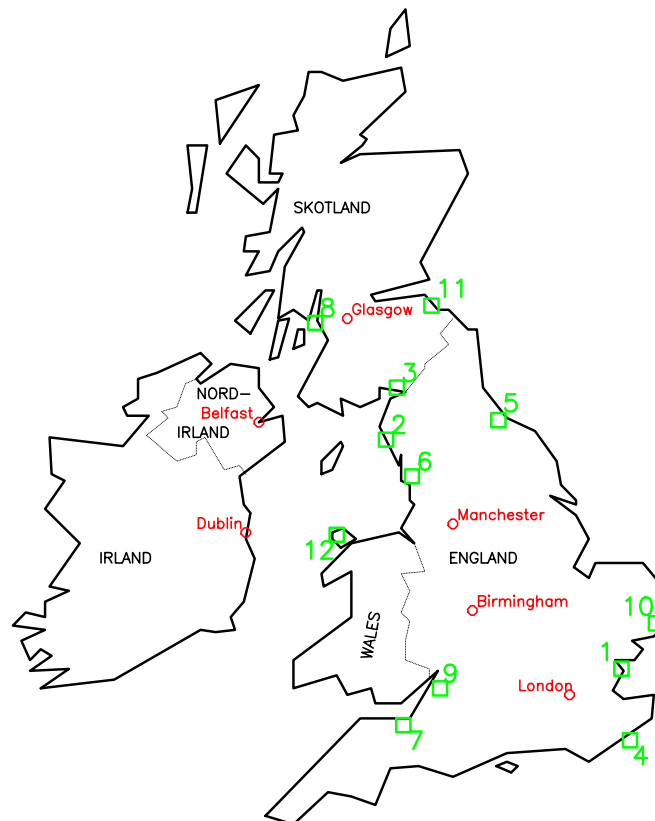 SKOTLAND
11
8
Glasgow
3
NORD-
Belfast
5
2
IRLAND
6
Manchester
Dublin
12
IRLAND
ENGLAND
Birmingham
10
WALES
1
9
London
7
4